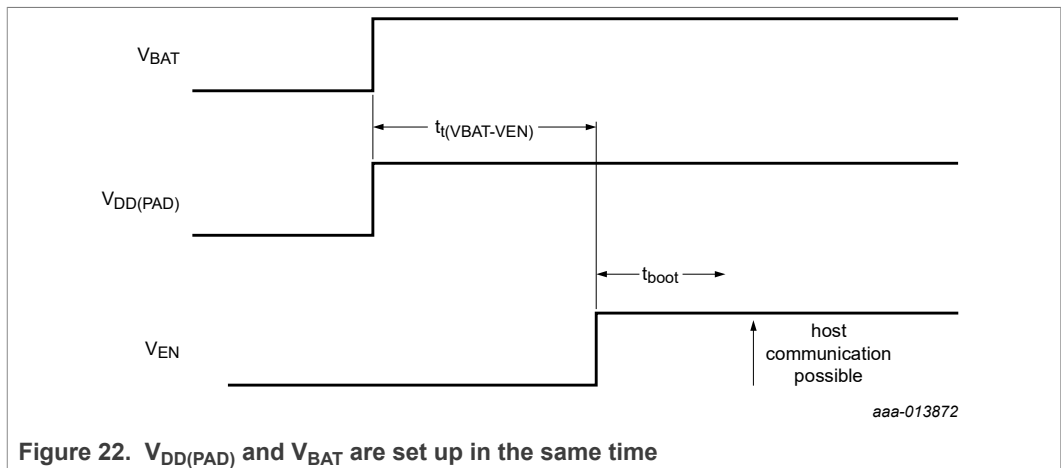 VBAT
tt(VBAT-VEN)
VDD(PAD)
tboot
VEN
host
communication
possible
aaa-013872
Figure 22. VDD(PAD) and VBAT are set up in the same time